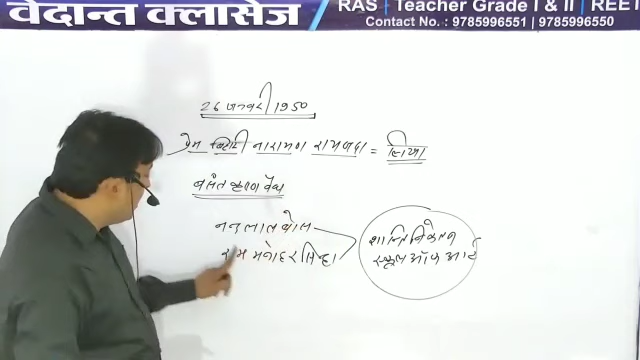 वेदान्त क्लासेज
RAS | Teacher Grade I & II | REET
Contact No. : 9785996551 | 9785996550
26 जनवरी 1950
प्रेम बिहारी नारायण रायजादा =
बसंत कृष्ण वैद्य
नन्दलाल बोस
राम मनोहर सिन्हा
शान्ति निकेतन
स्कूल ऑफ आर्ट